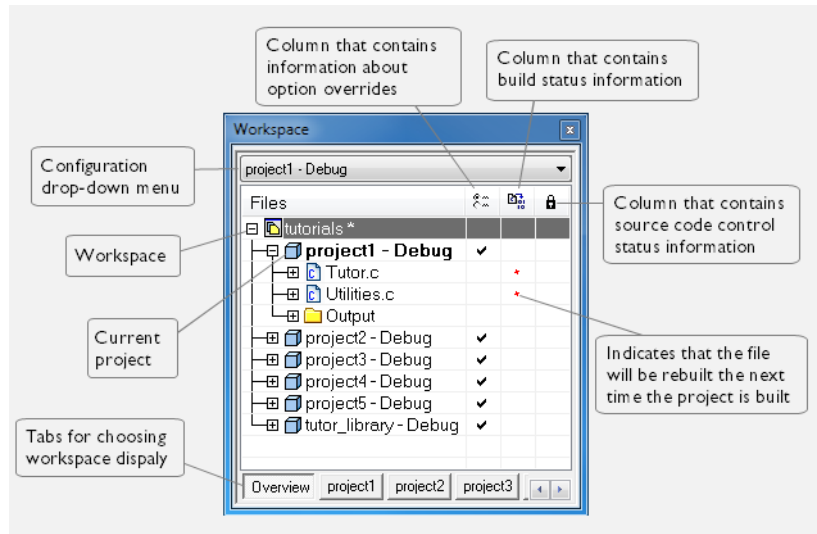 Column that contains
information about
option overrides
Column that contains
build status information
Workspace
Configuration
drop-down menu
project1 - Debug
Files
Column that contains
source code control
status information
Workspace
tutorials *
project1 - Debug
Tutor.c
Utilities.c
Output
Current
project
project2 - Debug
project3 - Debug
project4 - Debug
project5 - Debug
tutor_library - Debug
Indicates that the file
will be rebuilt the next
time the project is built
Tabs for choosing
workspace dispaly
Overview project1 project2 project3